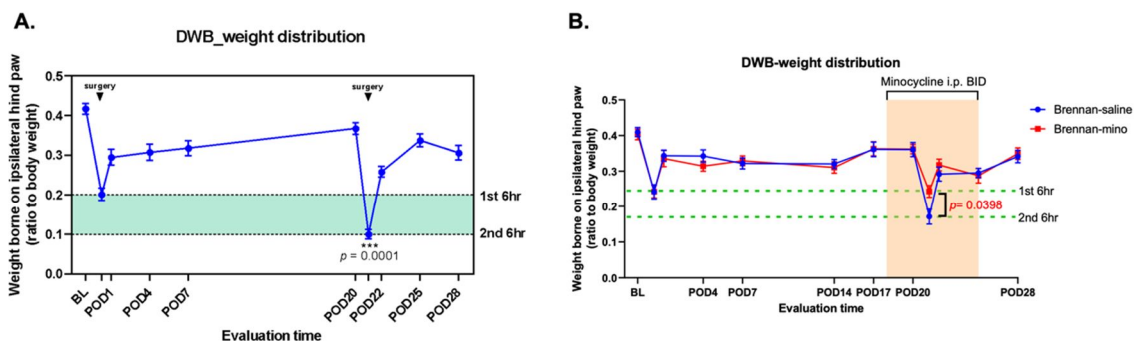 A.
DWB_weight distribution
Weight borne on ipsilateral hind paw
(ratio to body weight)
0.5
0.4
0.3
0.2
0.1
0.0
surgery
surgery
1st 6hr
2nd 6hr
***
p = 0.0001
BL
POD1
POD4
POD7
POD20
POD22
POD25
POD28
Evaluation time
B.
DWB-weight distribution
Minocycline i.p. BID
Weight borne on ipsilateral hind paw
(ratio to body weight)
0.5
0.4
0.3
0.2
0.1
0.0
Brennan-saline
Brennan-mino
1st 6hr
p= 0.0398
2nd 6hr
BL
POD4
POD7
POD14
POD17
POD20
POD28
Evaluation time